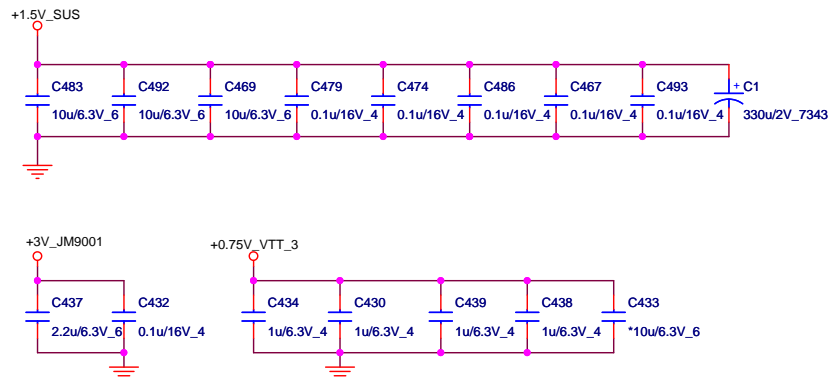 +1.5V_SUS
C483 C492 C469 C479 C474 C486 C467 C493 + C1
10u/6.3V_6 10u/6.3V_6 10u/6.3V_6 0.1u/16V_4 0.1u/16V_4 0.1u/16V_4 0.1u/16V_4 0.1u/16V_4 330u/2V_7343
+3V_JM9001 +0.75V_VTT_3
C437 C432 C434 C430 C439 C438 C433
2.2u/6.3V_6 0.1u/16V_4 1u/6.3V_4 1u/6.3V_4 1u/6.3V_4 1u/6.3V_4 *10u/6.3V_6